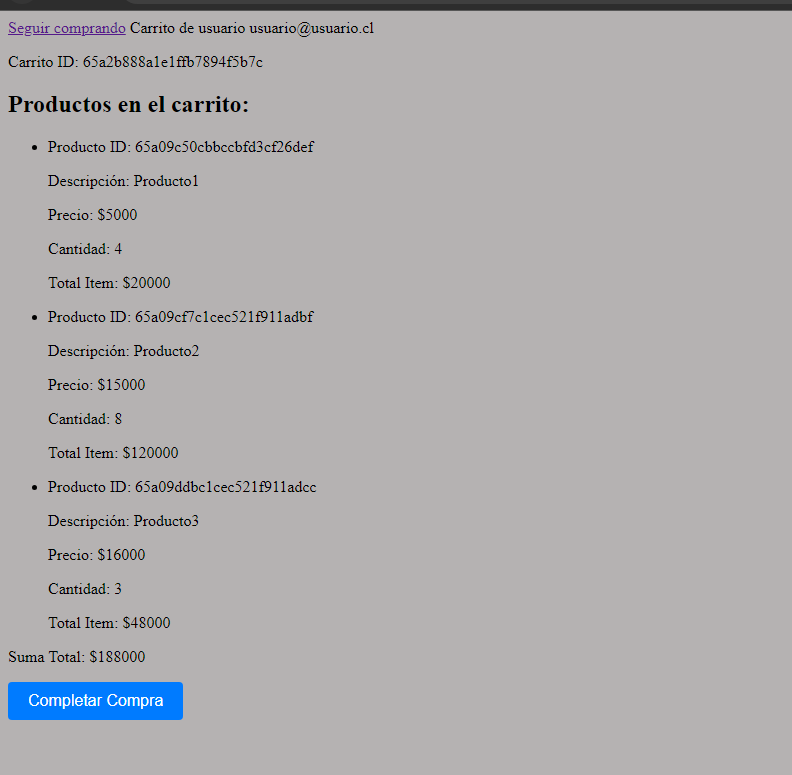 Seguir comprando Carrito de usuario usuario@usuario.cl
Carrito ID: 65a2b888a1e1ffb7894f5b7c
Productos en el carrito:
Producto ID: 65a09c50cbbccbfd3cf26def
Descripción: Producto1
Precio: $5000
Cantidad: 4
Total Item: $20000
Producto ID: 65a09cf7c1cec521f911adbf
Descripción: Producto2
Precio: $15000
Cantidad: 8
Total Item: $120000
Producto ID: 65a09ddbc1cec521f911adcc
Descripción: Producto3
Precio: $16000
Cantidad: 3
Total Item: $48000
Suma Total: $188000
Completar Compra